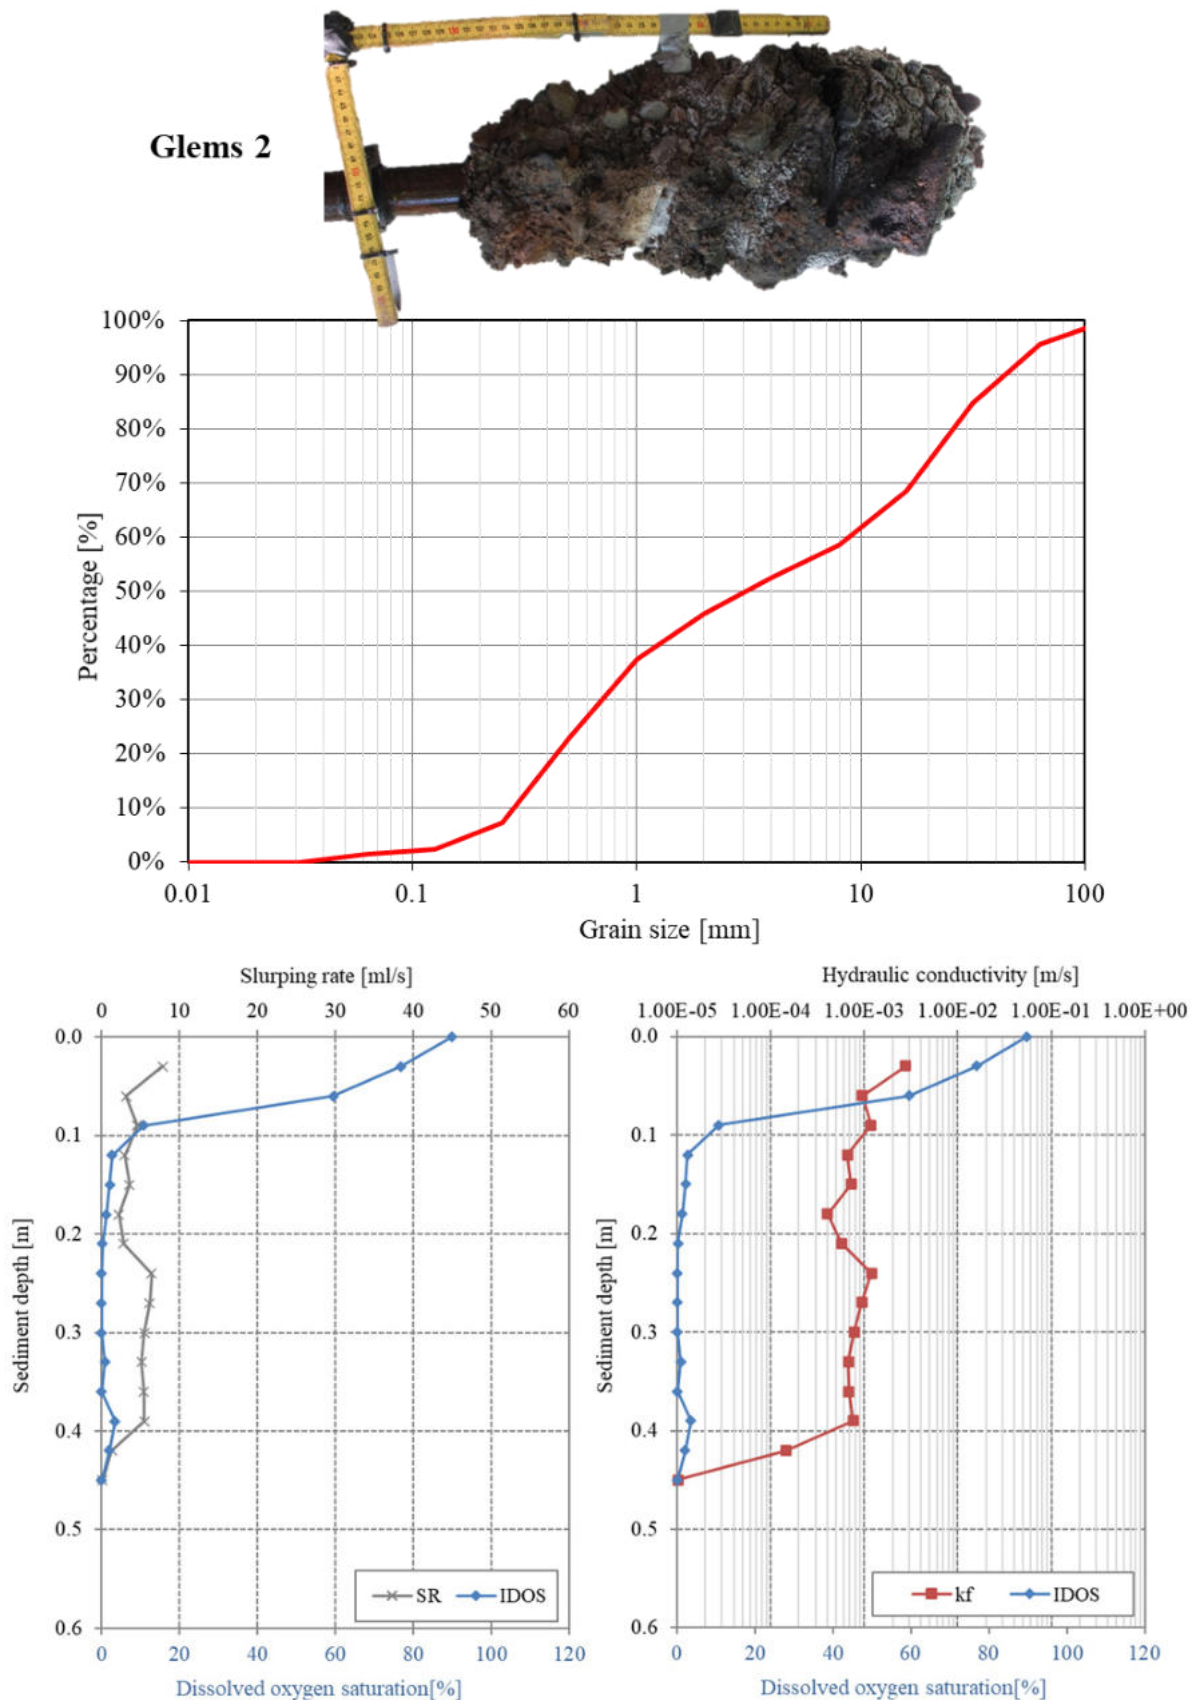 Glems 2
100%
90%
80%
70%
60%
50%
40%
30%
20%
10%
0%
Percentage [%]
0.01 0.1 1 10 100
Grain size [mm]
Slurping rate [ml/s]
0 10 20 30 40 50 60
0.0
0.1
0.2
0.3
0.4
0.5
0.6
Sediment depth [m]
SR IDOS
0 20 40 60 80 100 120
Dissolved oxygen saturation[%]
Hydraulic conductivity [m/s]
1.00E-05 1.00E-04 1.00E-03 1.00E-02 1.00E-01 1.00E+00
0.0
0.1
0.2
0.3
0.4
0.5
0.6
Sediment depth [m]
kf IDOS
0 20 40 60 80 100 120
Dissolved oxygen saturation[%]